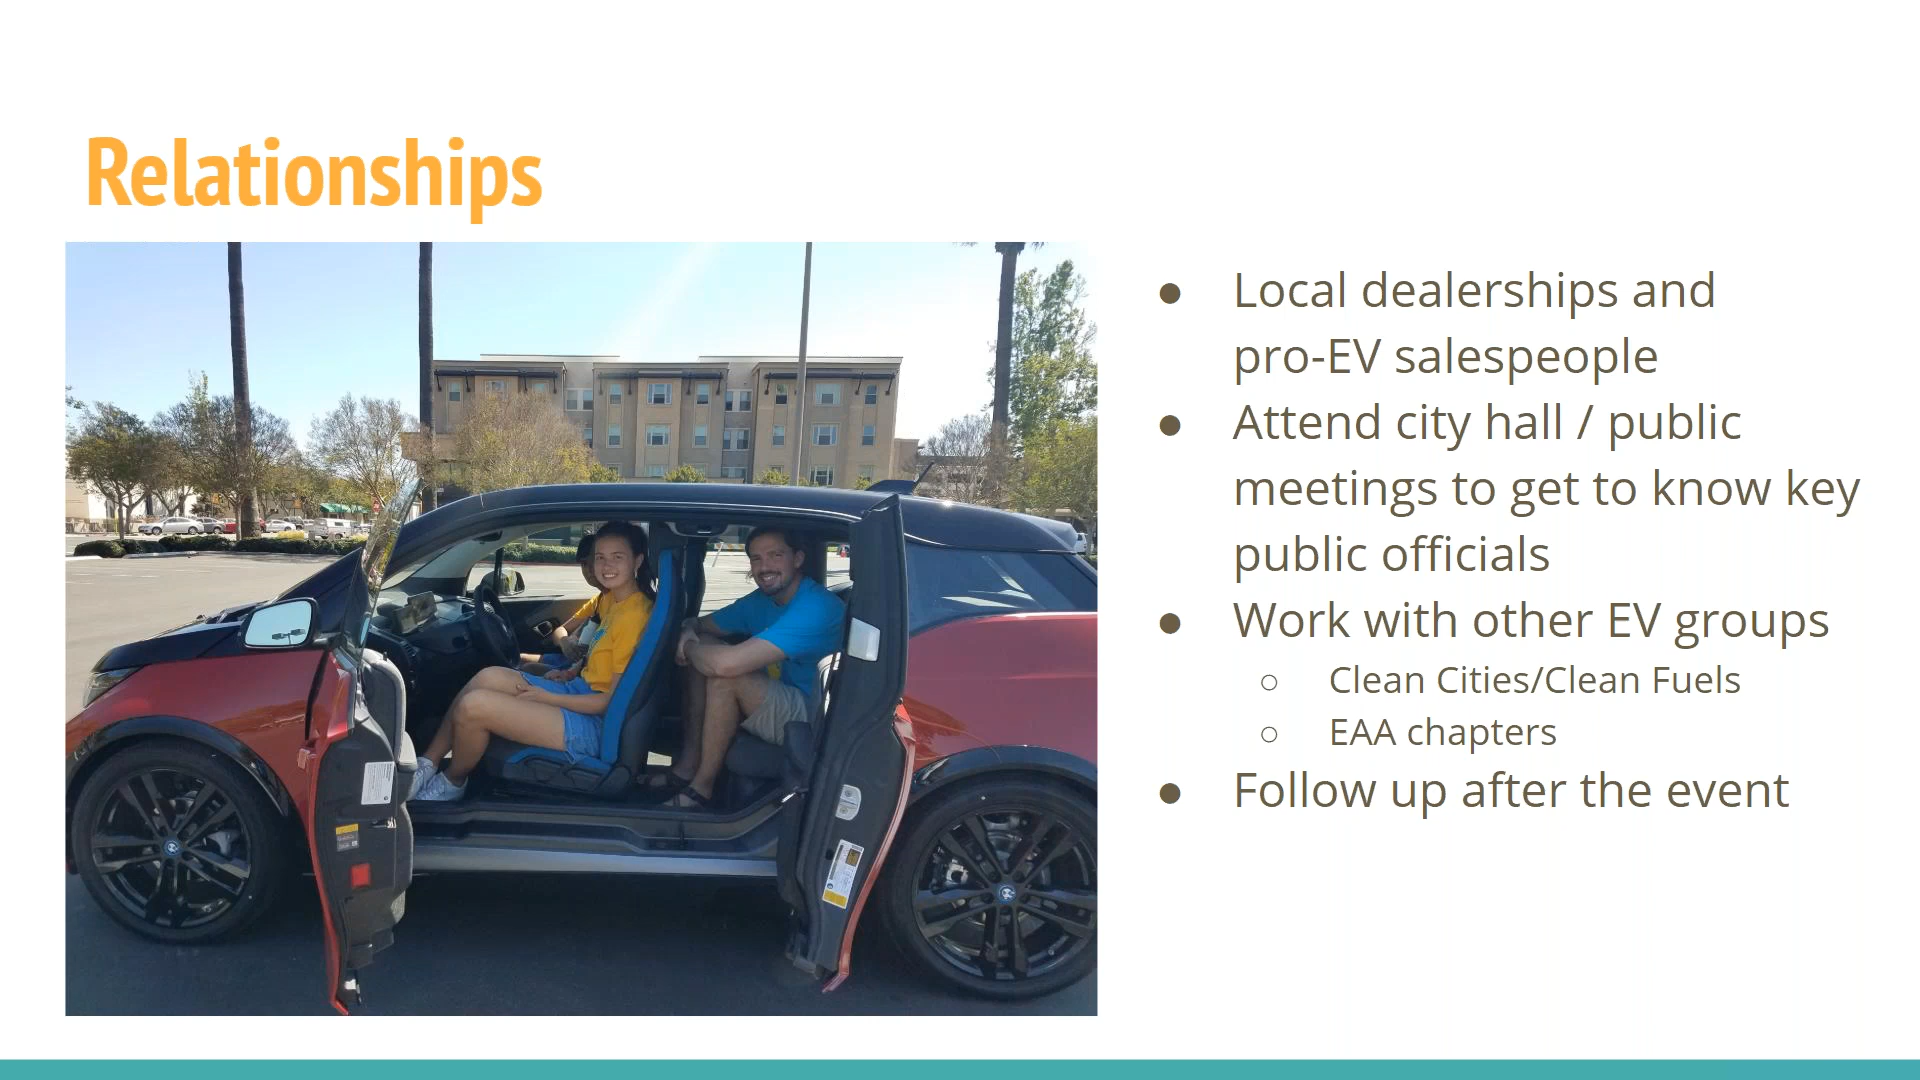 Relationships
● Local dealerships and
pro-EV salespeople
● Attend city hall / public
meetings to get to know key
public officials
● Work with other EV groups
○ Clean Cities/Clean Fuels
○ EAA chapters
● Follow up after the event